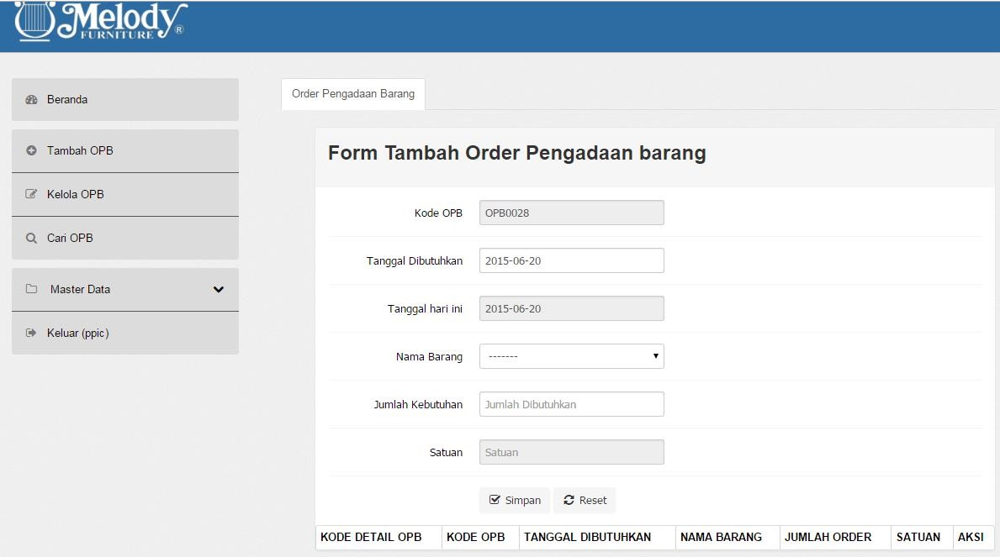 Melody
FURNITURE ®
Beranda
Tambah OPB
Kelola OPB
Cari OPB
Master Data
Keluar (ppic)
Order Pengadaan Barang
Form Tambah Order Pengadaan barang
Kode OPB OPB0028
Tanggal Dibutuhkan 2015-06-20
Tanggal hari ini 2015-06-20
Nama Barang -------
Jumlah Kebutuhan Jumlah Dibutuhkan
Satuan Satuan
Simpan Reset
KODE DETAIL OPB KODE OPB TANGGAL DIBUTUHKAN NAMA BARANG JUMLAH ORDER SATUAN AKSI